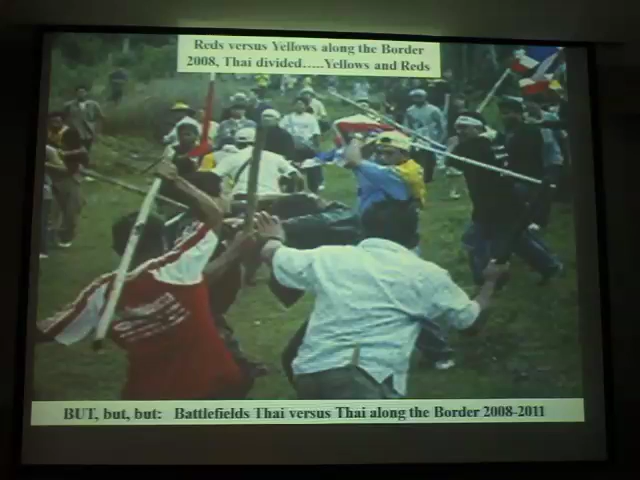 Reds versus Yellows along the Border
2008, Thai divided.....Yellows and Reds
BUT, but, but: Battlefields Thai versus Thai along the Border 2008-2011